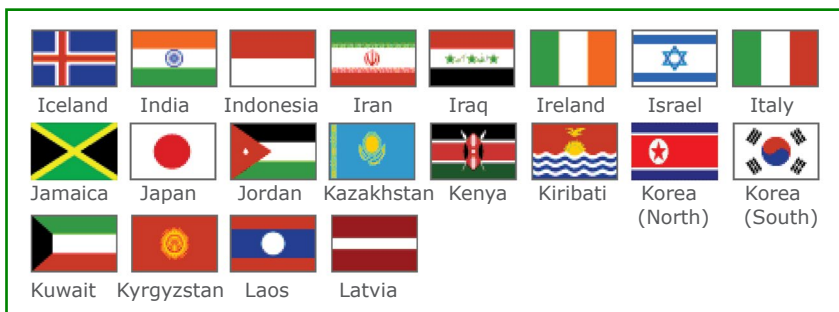 Iceland India Indonesia Iran Iraq Ireland Israel Italy
Jamaica Japan Jordan Kazakhstan Kenya Kiribati Korea Korea
(North) (South)
Kuwait Kyrgyzstan Laos Latvia